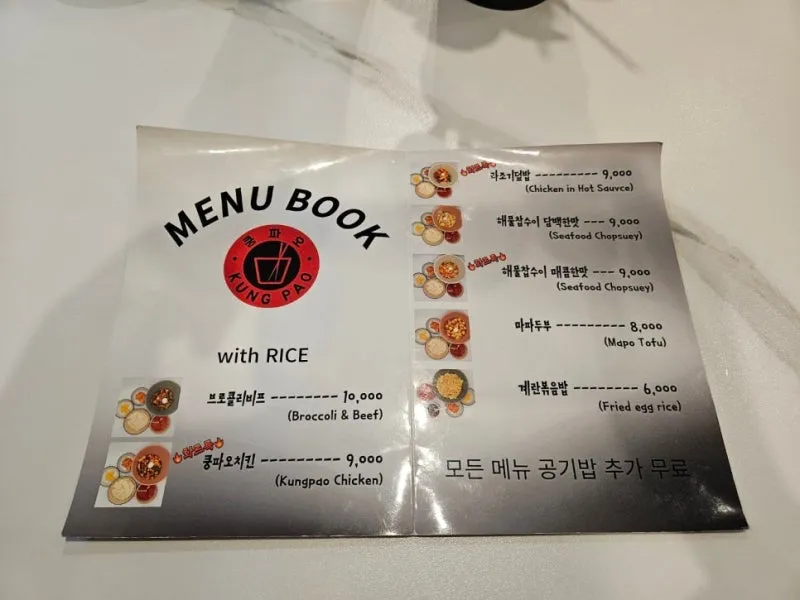 MENU BOOK
쿵파오
KUNG PAO
with RICE
브로콜리비프 --------- 10,000
(Broccoli & Beef)
쿵파오치킨 ---------- 9,000
(Kungpao Chicken)
라조기덮밥 --------- 9,000
(Chicken in Hot Sauvce)
해물찹수이 담백한맛 --- 9,000
(Seafood Chopsuey)
해물찹수이 매콤한맛 --- 9,000
(Seafood Chopsuey)
마파두부 ---------- 8,000
(Mapo Tofu)
계란볶음밥 --------- 6,000
(Fried egg rice)
모든 메뉴 공기밥 추가 무료